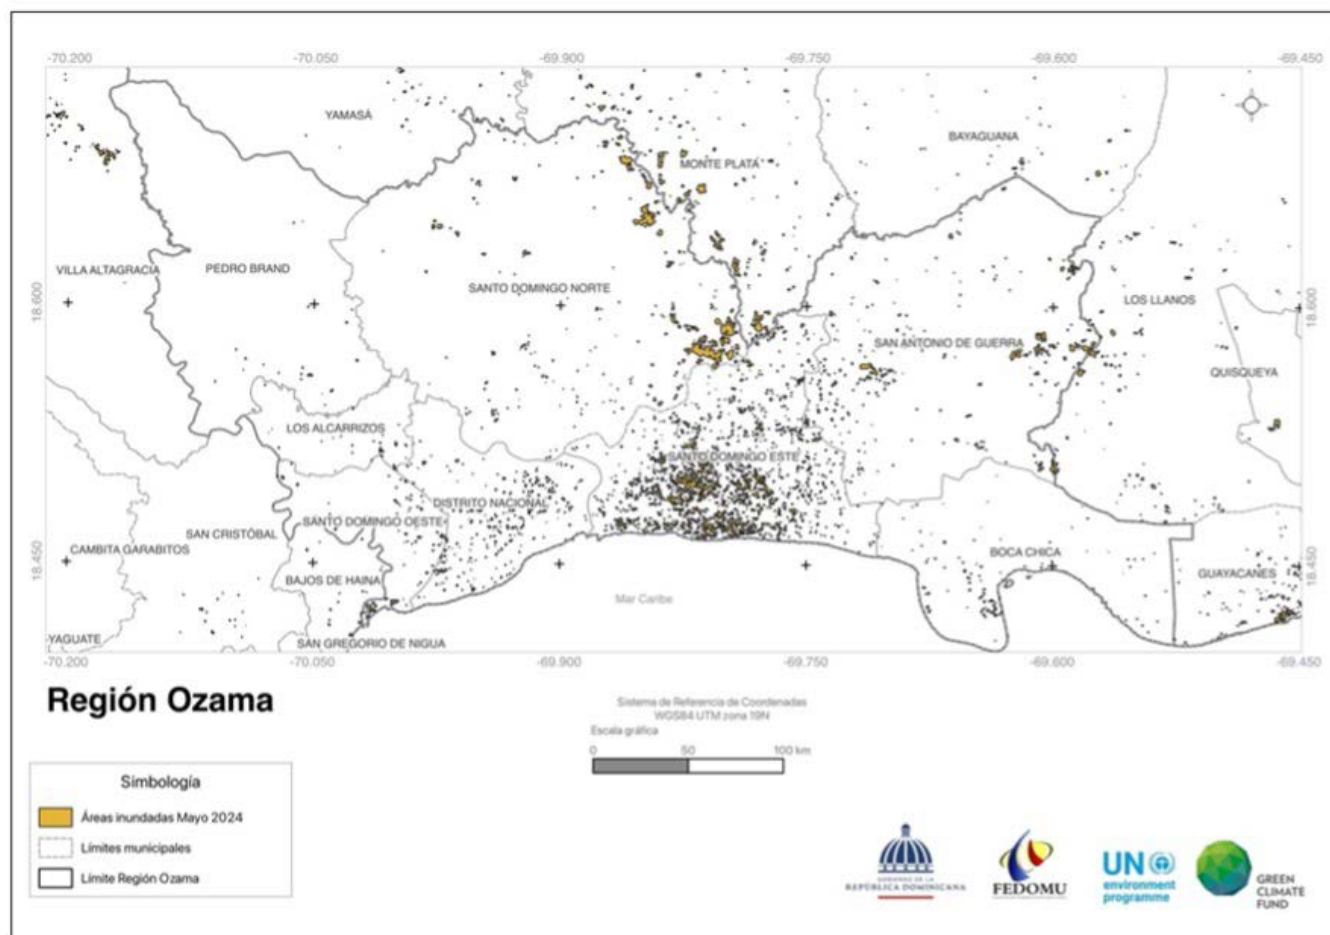 -70.200 -70.050 -69.900 -69.750 -69.600 -69.450
YAMASÁ
BAYAGUANA
MONTE PLATA
VILLA ALTAGRACIA
PEDRO BRAND
SANTO DOMINGO NORTE
LOS LLANOS
18.600
18.600
SAN ANTONIO DE GUERRA
QUISQUEYA
LOS ALCARRIZOS
SANTO DOMINGO ESTE
DISTRITO NACIONAL
SANTO DOMINGO OESTE
SAN CRISTÓBAL
CAMBITA GARABITOS
BOCA CHICA
18.450
18.450
BAJOS DE HAINA
GUAYACANES
Mar Caribe
YAGUATE
SAN GREGORIO DE NIGUA
-70.200 -70.050 -69.900 -69.750 -69.600 -69.450
Región Ozama
Sistema de Referencia de Coordenadas
WGS84 UTM zona 19N
Escala gráfica
0 50 100 km
Simbología
Áreas inundadas Mayo 2024
Límites municipales
Límite Región Ozama
GOBIERNO DE LA
REPÚBLICA DOMINICANA
FEDOMU
UN
environment
programme
GREEN
CLIMATE
FUND